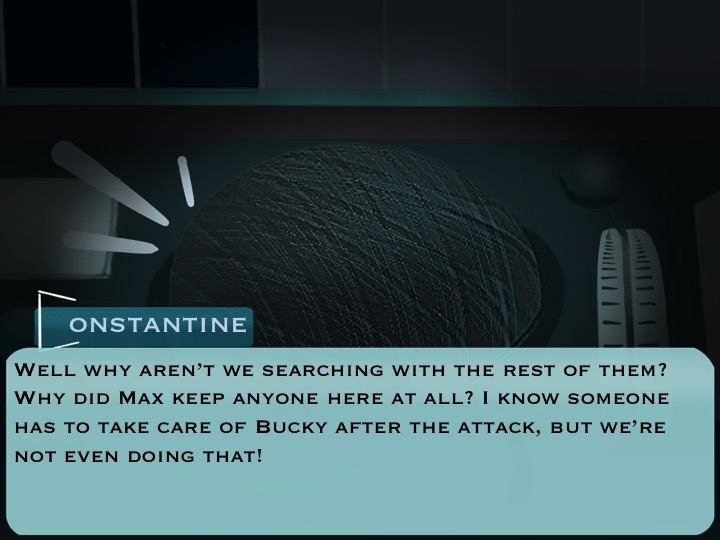 CONSTANTINE
Well why aren't we searching with the rest of them?
Why did Max keep anyone here at all? I know someone
has to take care of Bucky after the attack, but we're
not even doing that!